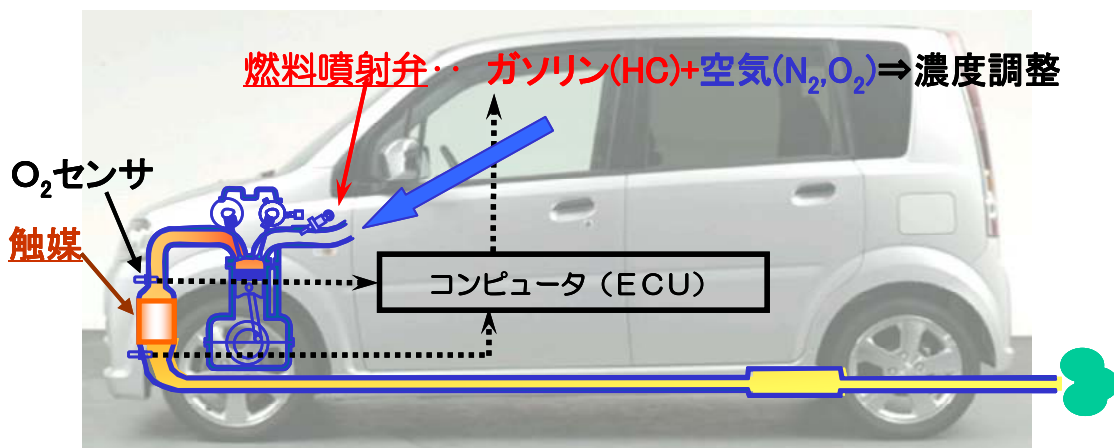 燃料噴射弁‥ ガソリン(HC)+空気(N₂,O₂)⇒濃度調整
O₂センサ
触媒
コンピュータ（ECU）